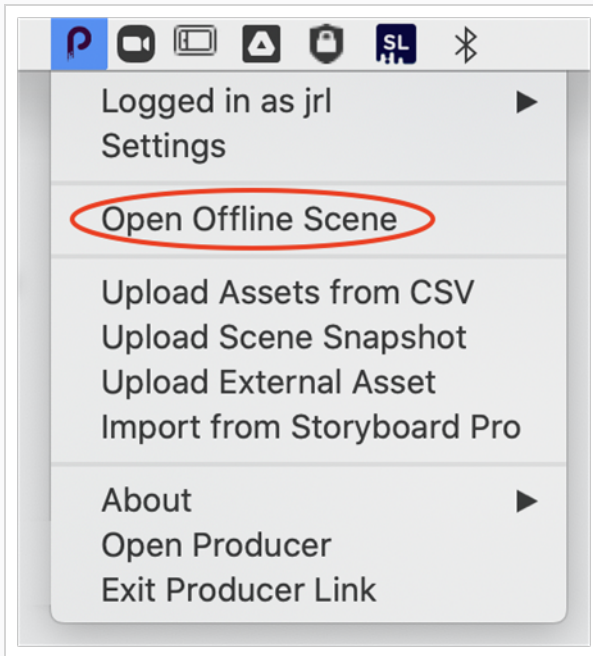 SL
Logged in as jrl
Settings
Open Offline Scene
Upload Assets from CSV
Upload Scene Snapshot
Upload External Asset
Import from Storyboard Pro
About
Open Producer
Exit Producer Link